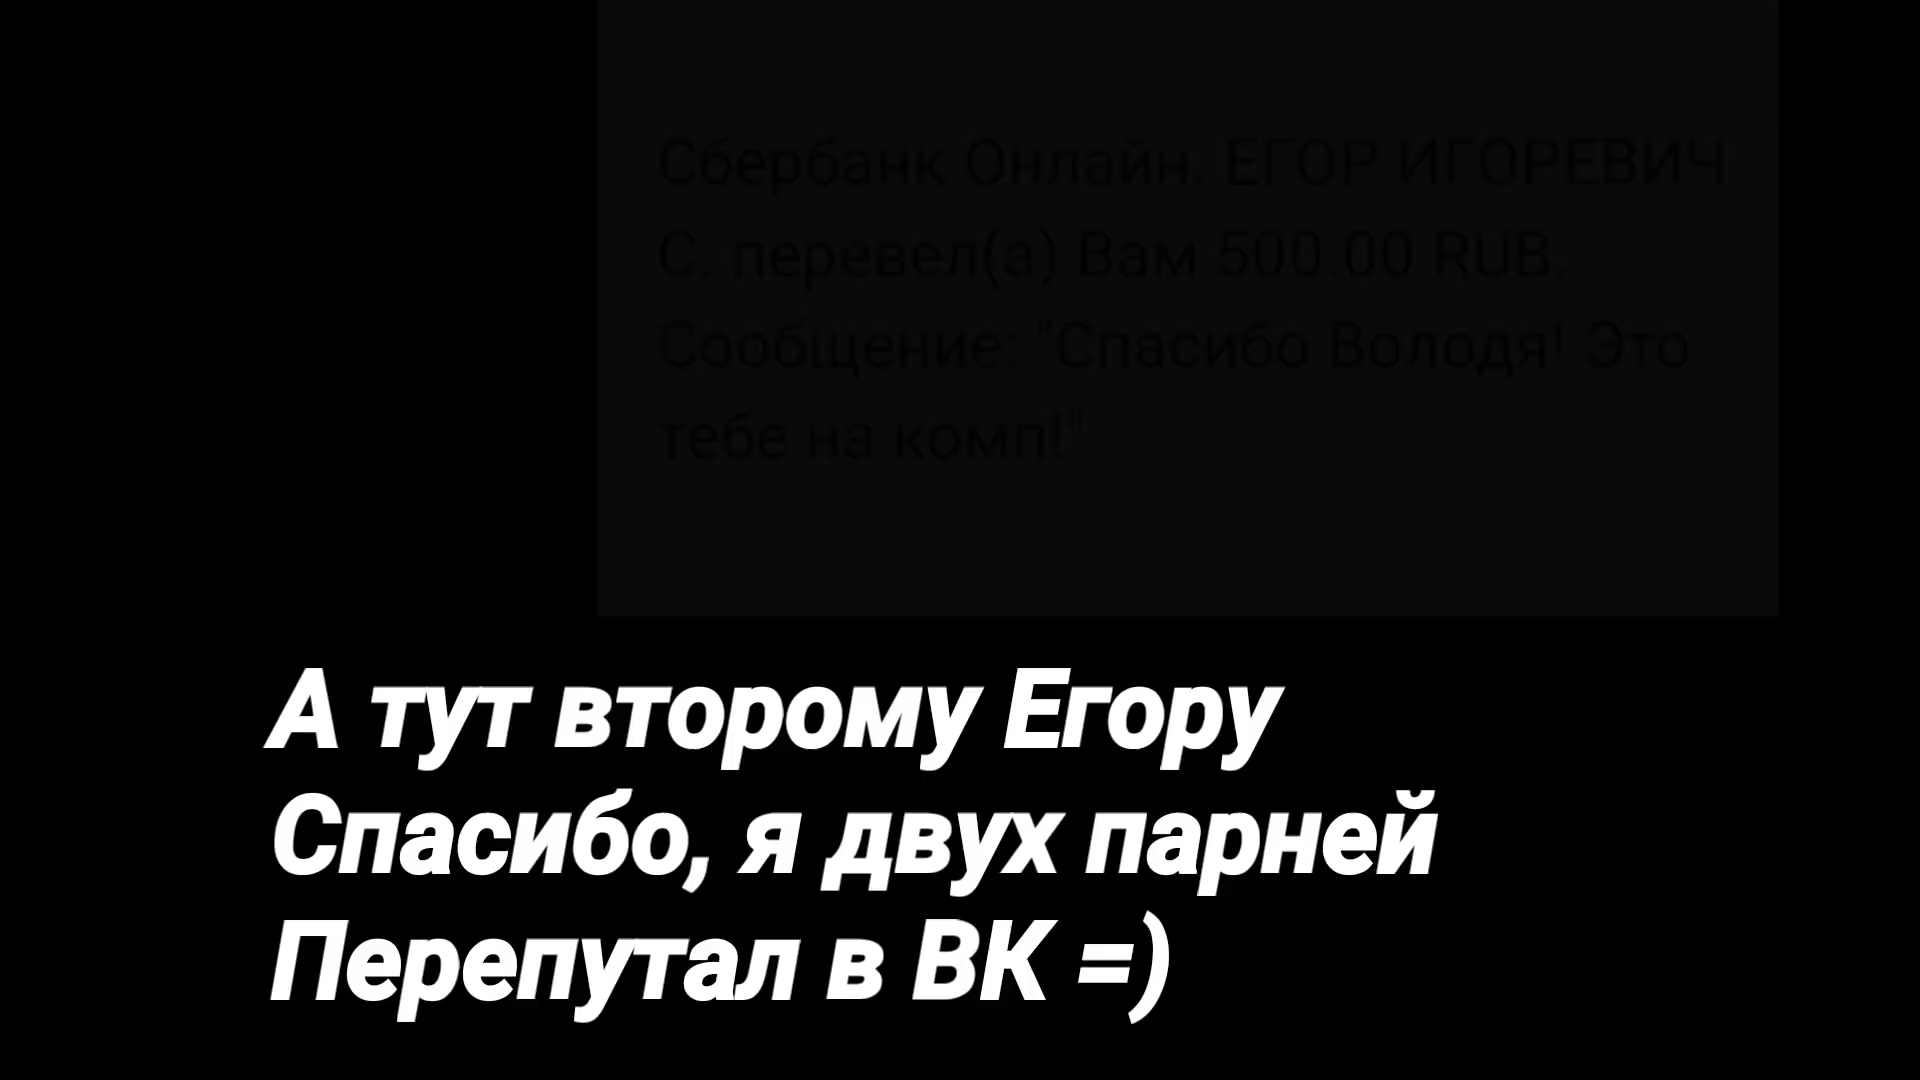 Сбербанк Онлайн. ЕГОР ИГОРЕВИЧ
С. перевел(а) Вам 500.00 RUB.
Сообщение: "Спасибо Володя! Это
тебе на комп!"
А тут второму Егору
Спасибо, я двух парней
Перепутал в ВК =)